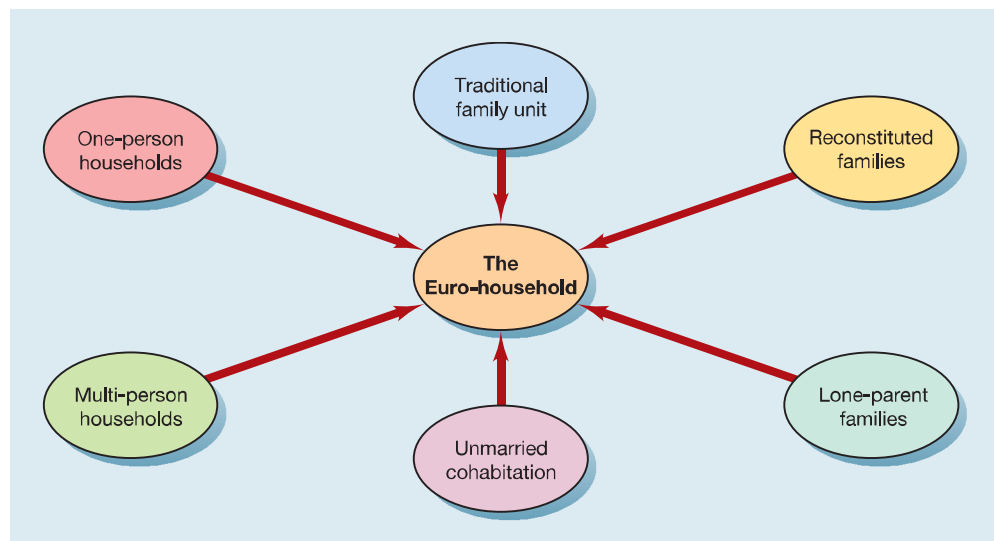 Traditional
family unit
One-person
households
Reconstituted
families
The
Euro-household
Multi-person
households
Lone-parent
families
Unmarried
cohabitation